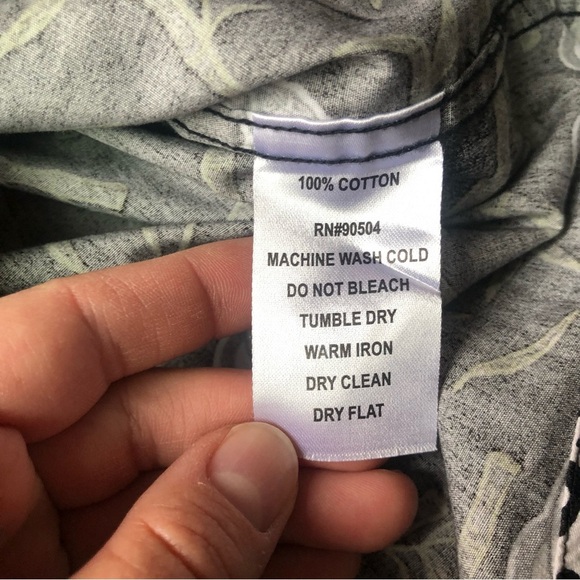 100% COTTON
RN#90504
MACHINE WASH COLD
DO NOT BLEACH
TUMBLE DRY
WARM IRON
DRY CLEAN
DRY FLAT